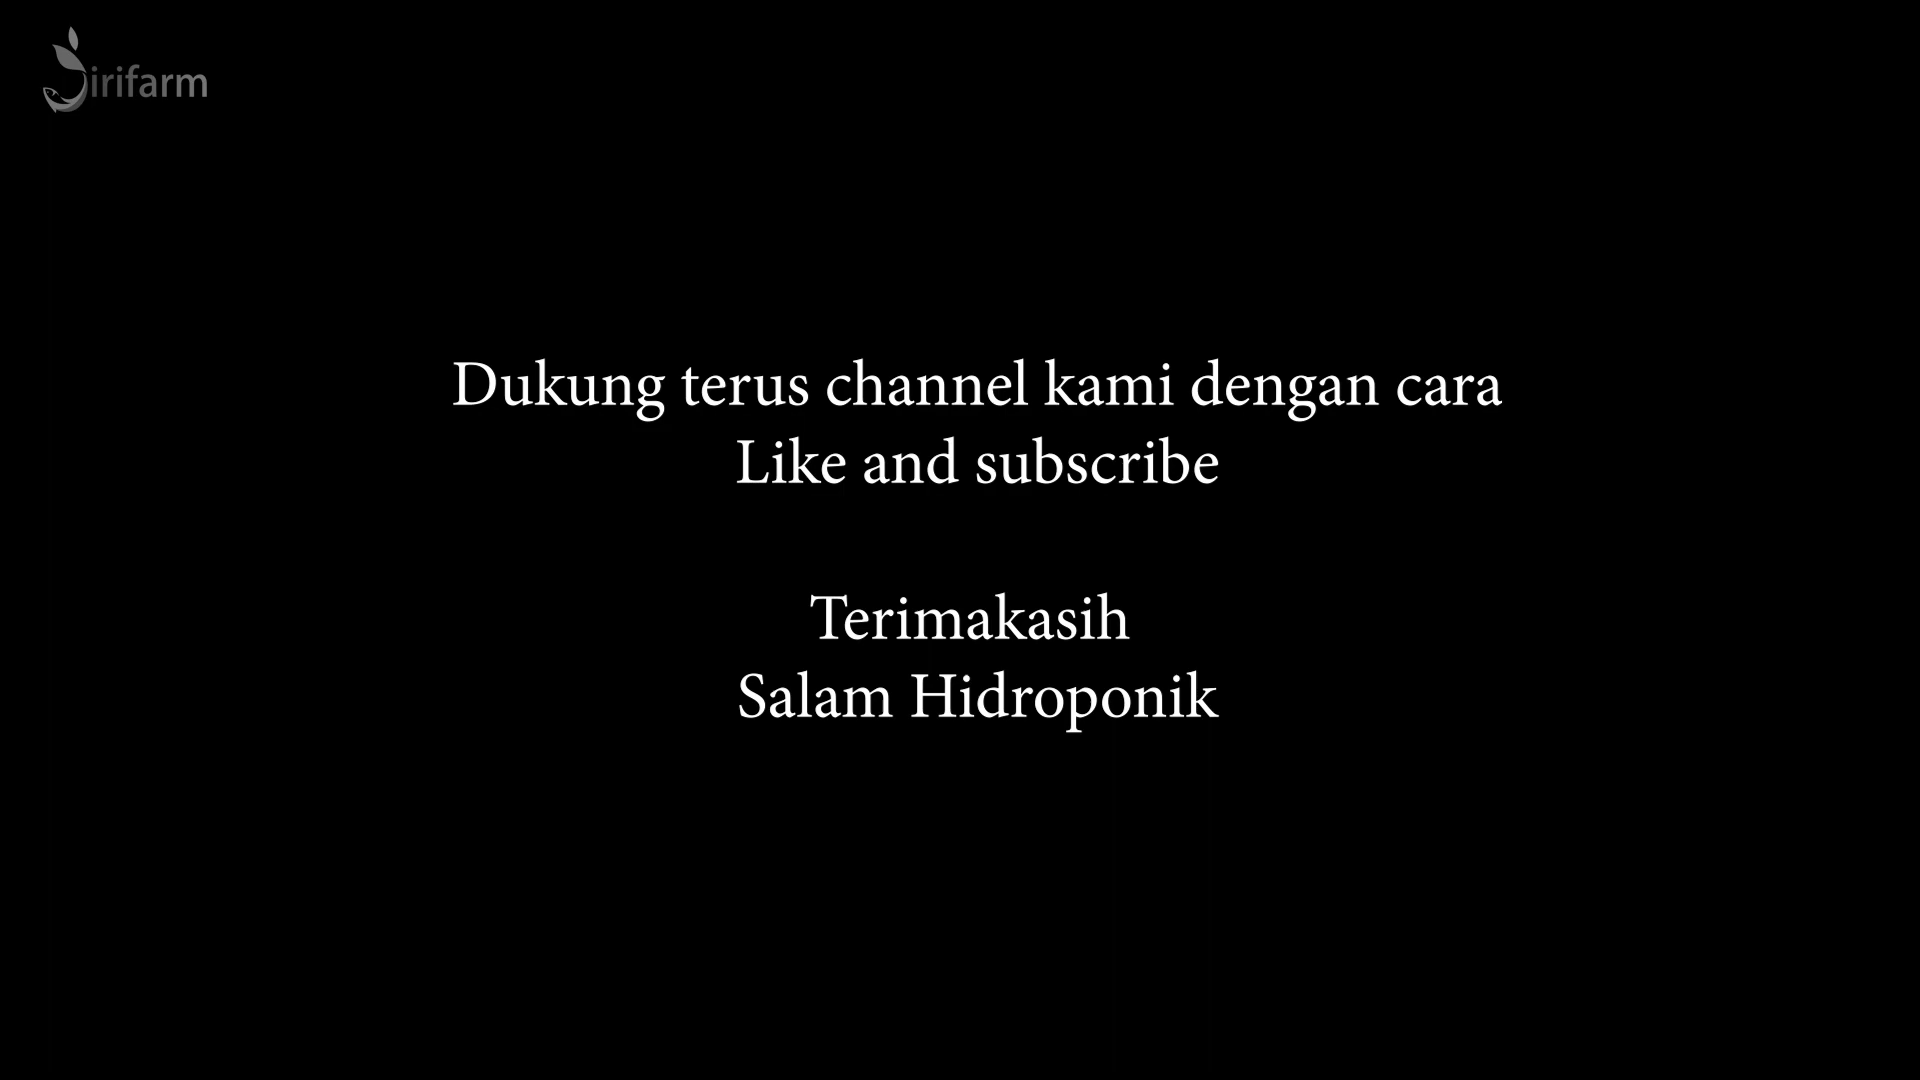 Jirifarm
Dukung terus channel kami dengan cara
Like and subscribe
Terimakasih
Salam Hidroponik